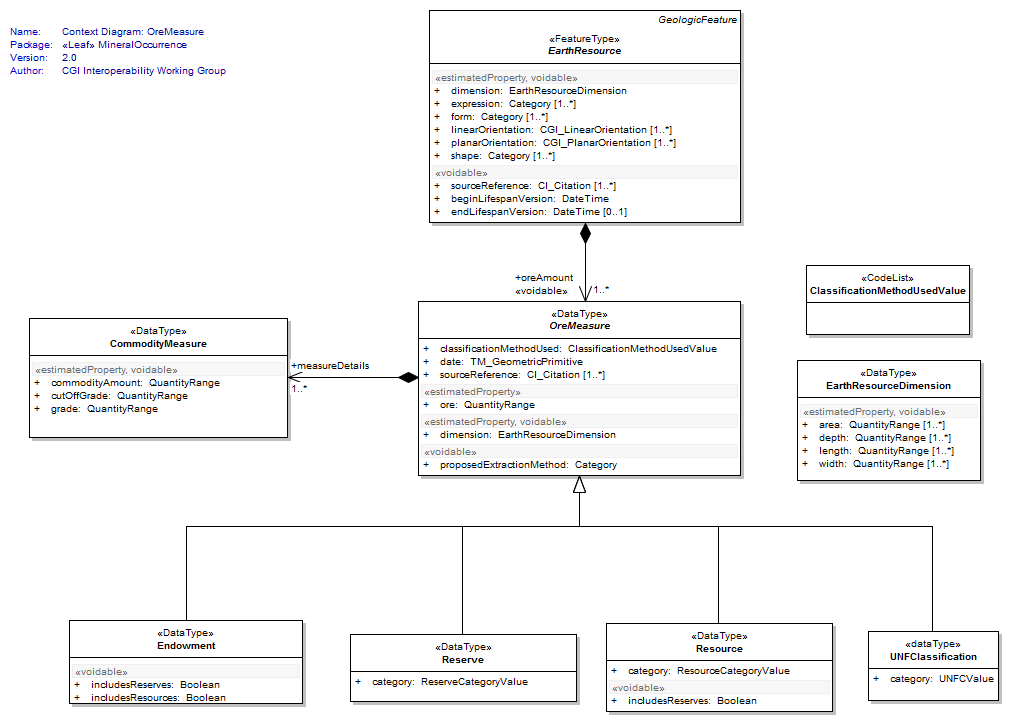 Name: Context Diagram: OreMeasure
Package: «Leaf» MineralOccurrence
Version: 2.0
Author: CGI Interoperability Working Group
GeologicFeature
«FeatureType»
EarthResource
«estimatedProperty, voidable»
+ dimension: EarthResourceDimension
+ expression: Category [1..*]
+ form: Category [1..*]
+ linearOrientation: CGI_LinearOrientation [1..*]
+ planarOrientation: CGI_PlanarOrientation [1..*]
+ shape: Category [1..*]
«voidable»
+ sourceReference: CI_Citation [1..*]
+ beginLifespanVersion: DateTime
+ endLifespanVersion: DateTime [0..1]
+oreAmount
«voidable» 1..*
«CodeList»
ClassificationMethodUsedValue
«DataType»
CommodityMeasure
«estimatedProperty, voidable»
+ commodityAmount: QuantityRange
+ cutOffGrade: QuantityRange
+ grade: QuantityRange
+measureDetails
1..*
«DataType»
OreMeasure
+ classificationMethodUsed: ClassificationMethodUsedValue
+ date: TM_GeometricPrimitive
+ sourceReference: CI_Citation [1..*]
«estimatedProperty»
+ ore: QuantityRange
«estimatedProperty, voidable»
+ dimension: EarthResourceDimension
«voidable»
+ proposedExtractionMethod: Category
«DataType»
EarthResourceDimension
«estimatedProperty, voidable»
+ area: QuantityRange [1..*]
+ depth: QuantityRange [1..*]
+ length: QuantityRange [1..*]
+ width: QuantityRange [1..*]
«DataType»
Endowment
«voidable»
+ includesReserves: Boolean
+ includesResources: Boolean
«DataType»
Reserve
+ category: ReserveCategoryValue
«DataType»
Resource
+ category: ResourceCategoryValue
«voidable»
+ includesReserves: Boolean
«dataType»
UNFClassification
+ category: UNFCValue